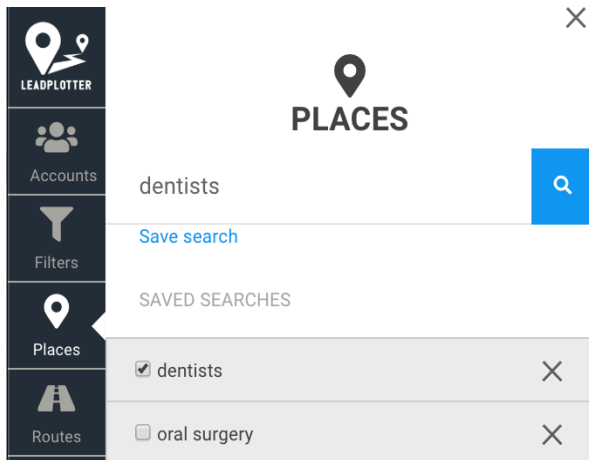 LEADPLOTTER
Accounts
Filters
Places
Routes
PLACES
dentists
Save search
SAVED SEARCHES
dentists
oral surgery